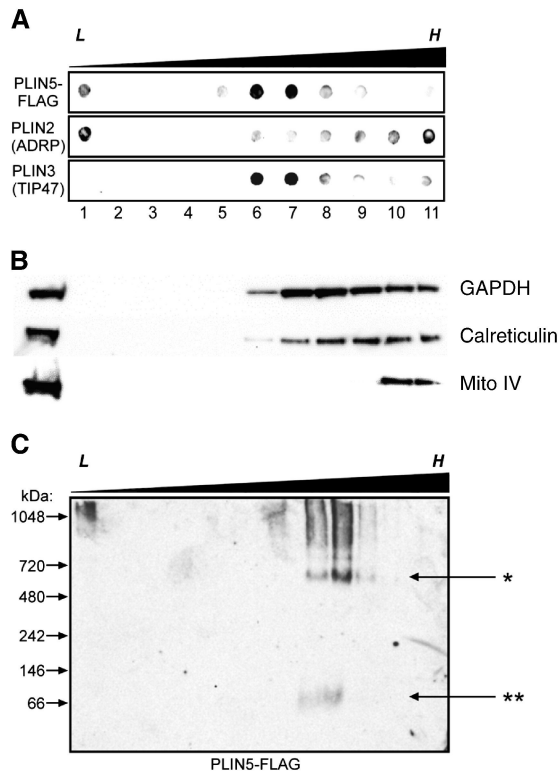 A
L H
PLIN5-
FLAG
PLIN2
(ADRP)
PLIN3
(TIP47)
1 2 3 4 5 6 7 8 9 10 11
B
GAPDH
Calreticulin
Mito IV
C
L H
kDa:
1048
720 *
480
242
146
66 **
PLIN5-FLAG